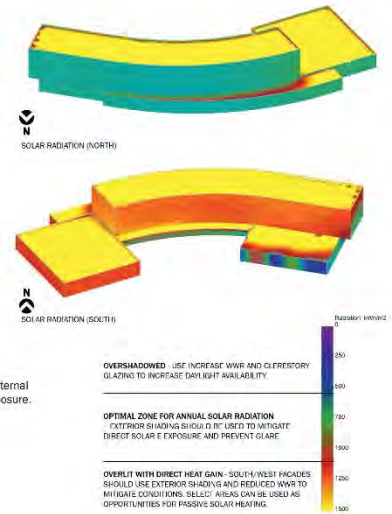 N
SOLAR RADIATION (NORTH)
N
SOLAR RADIATION (SOUTH)
ternal
osure.
Radiation kWh/m2
0
250
500
750
1000
1250
1500
OVERSHADOWED - USE INCREASE WWR AND CLERESTORY
GLAZING TO INCREASE DAYLIGHT AVAILABILITY.
OPTIMAL ZONE FOR ANNUAL SOLAR RADIATION
- EXTERIOR SHADING SHOULD BE USED TO MITIGATE
DIRECT SOLAR E EXPOSURE AND PREVENT GLARE.
OVERLIT WITH DIRECT HEAT GAIN - SOUTH/WEST FACADES
SHOULD USE EXTERIOR SHADING AND REDUCED WWR TO
MITIGATE CONDITIONS. SELECT AREAS CAN BE USED AS
OPPORTUNITIES FOR PASSIVE SOLAR HEATING.